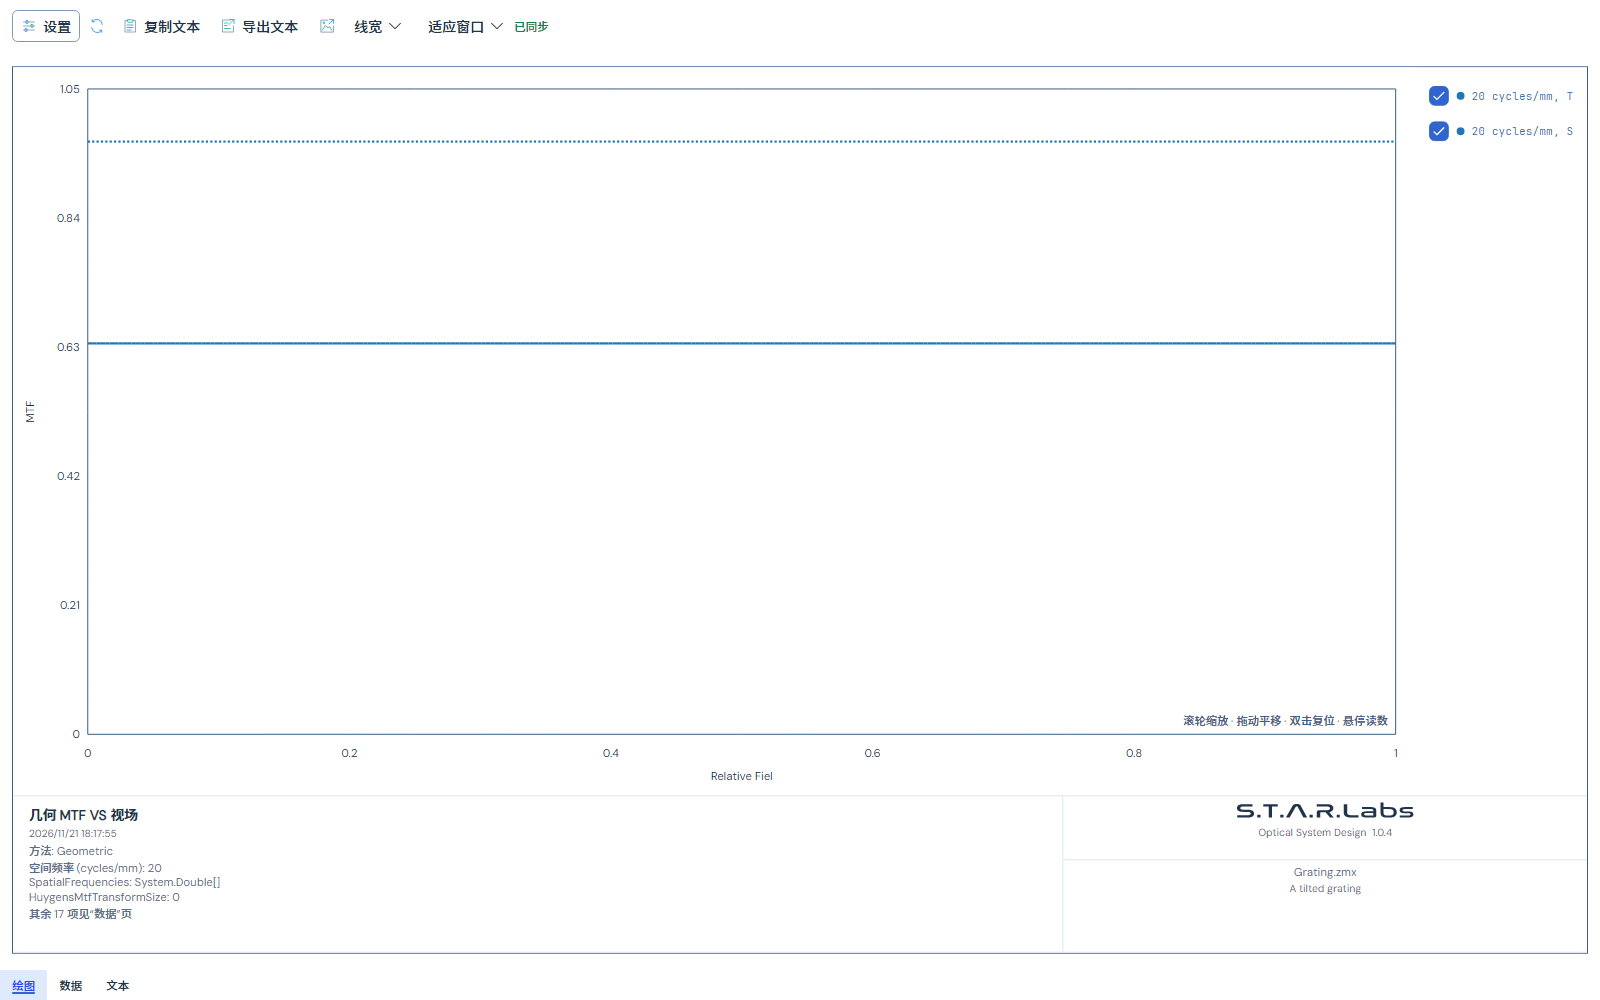 设置 复制文本 导出文本 线宽 适应窗口 已同步
1.05
0.84
0.63
0.42
0.21
0
MTF
0 0.2 0.4 0.6 0.8 1
Relative Fiel
滚轮缩放 · 拖动平移 · 双击复位 · 悬停读数
20 cycles/mm, T
20 cycles/mm, S
几何 MTF VS 视场
2026/11/21 18:17:55
方法: Geometric
空间频率 (cycles/mm): 20
SpatialFrequencies: System.Double[]
HuygensMtfTransformSize: 0
其余 17 项见“数据”页
S.T.A.R.Labs
Optical System Design 1.0.4
Grating.zmx
A tilted grating
绘图 数据 文本